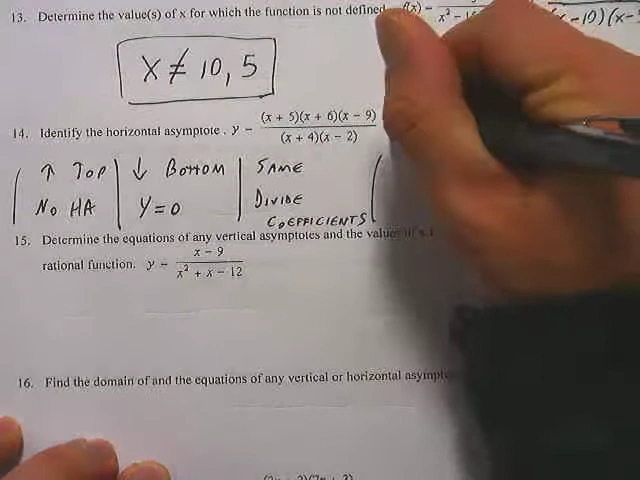 13. Determine the value(s) of x for which the function is not defined. f(x) =
x² - 1
-10)(x-
X ≠ 10, 5
14. Identify the horizontal asymptote. y = (x + 5)(x + 6)(x - 9)
(x + 4)(x - 2)
↑ TOP | ↓ BOTTOM | SAME
NO HA | Y = 0 | DIVIDE
COEFFICIENTS
15. Determine the equations of any vertical asymptotes and the values of
rational function. y = x - 9
x² + x - 12
16. Find the domain of and the equations of any vertical or horizontal